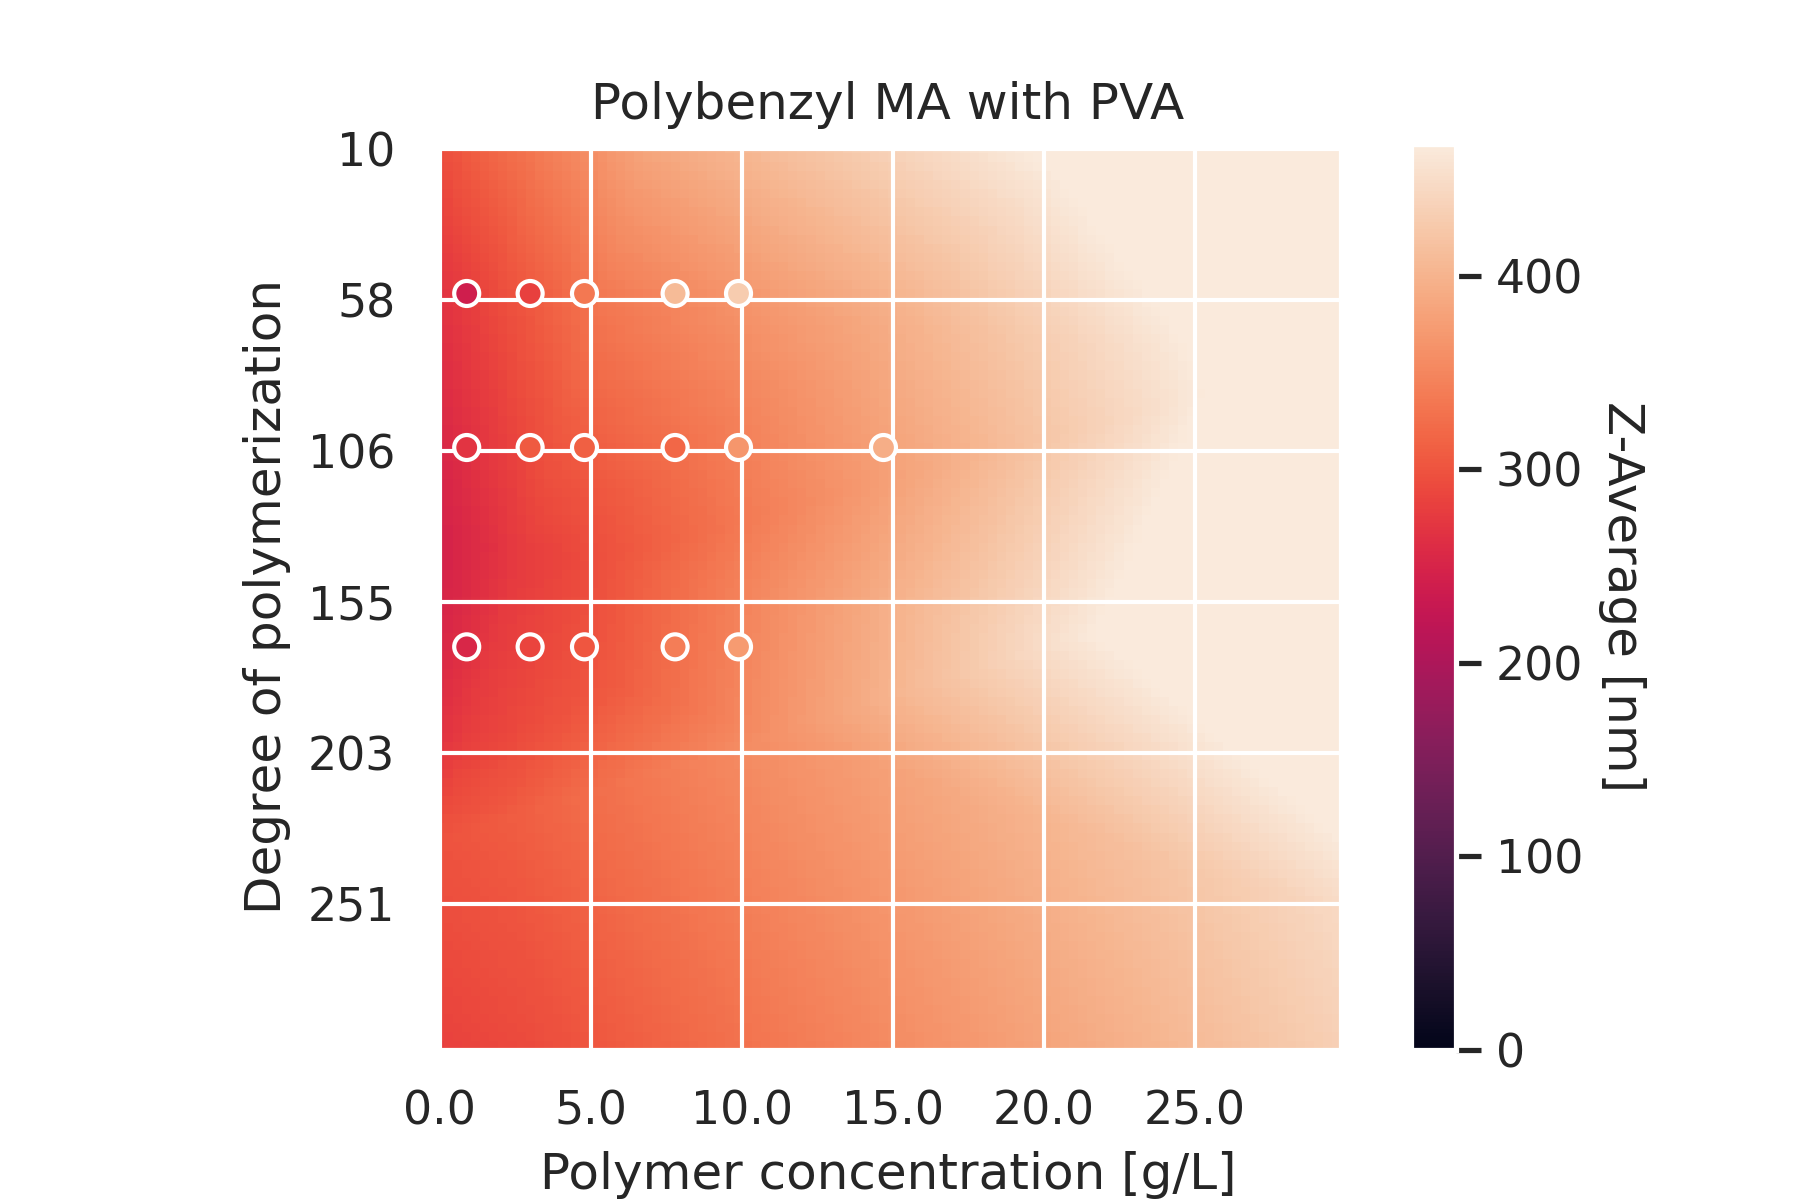 Polybenzyl MA with PVA
Degree of polymerization
10
58
106
155
203
251
0.0 5.0 10.0 15.0 20.0 25.0
Polymer concentration [g/L]
400
300
200
100
0
Z-Average [nm]